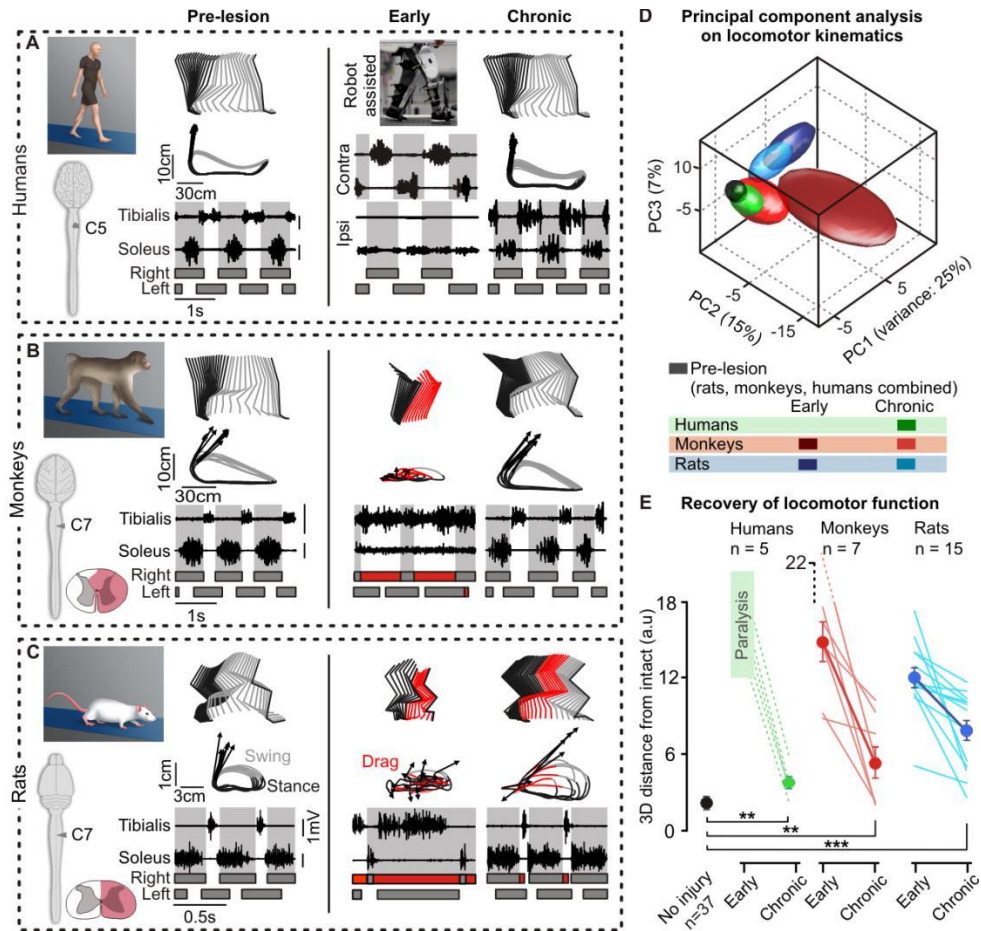 Pre-lesion
Early
Chronic
A
Humans
C5
10cm
30cm
Tibialis
Soleus
Right
Left
1s
Robot
assisted
Contra
Ipsi
B
Monkeys
C7
10cm
30cm
Tibialis
Soleus
Right
Left
1s
C
Rats
C7
1cm
3cm
Swing
Stance
Drag
Tibialis
1mV
Soleus
Right
Left
0.5s
D
Principal component analysis
on locomotor kinematics
PC3 (7%)
10
-5
PC2 (15%)
-5
-15
PC1 (variance: 25%)
5
-5
Pre-lesion
(rats, monkeys, humans combined)
Early Chronic
Humans
Monkeys
Rats
E Recovery of locomotor function
Humans Monkeys Rats
n = 5 n = 7 n = 15
22
18
12
6
0
3D distance from intact (a.u)
Paralysis
**
**
***
No injury
n=37
Early
Chronic
Early
Chronic
Early
Chronic